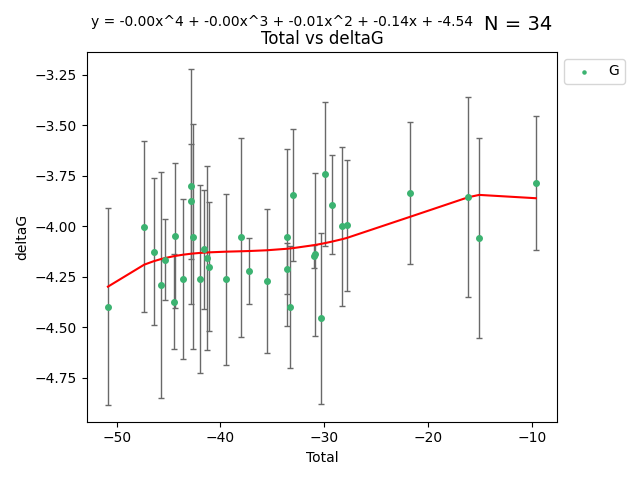 y = -0.00x^4 + -0.00x^3 + -0.01x^2 + -0.14x + -4.54 N = 34
Total vs deltaG
G
−3.25
−3.50
−3.75
−4.00
−4.25
−4.50
−4.75
deltaG
−50 −40 −30 −20 −10
Total